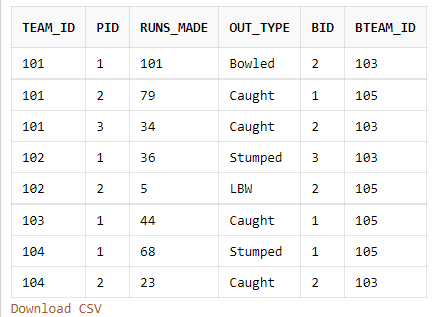 TEAM_ID PID RUNS_MADE OUT_TYPE BID BTEAM_ID
101 1 101 Bowled 2 103
101 2 79 Caught 1 105
101 3 34 Caught 2 103
102 1 36 Stumped 3 103
102 2 5 LBW 2 105
103 1 44 Caught 1 105
104 1 68 Stumped 1 105
104 2 23 Caught 2 103
Download CSV